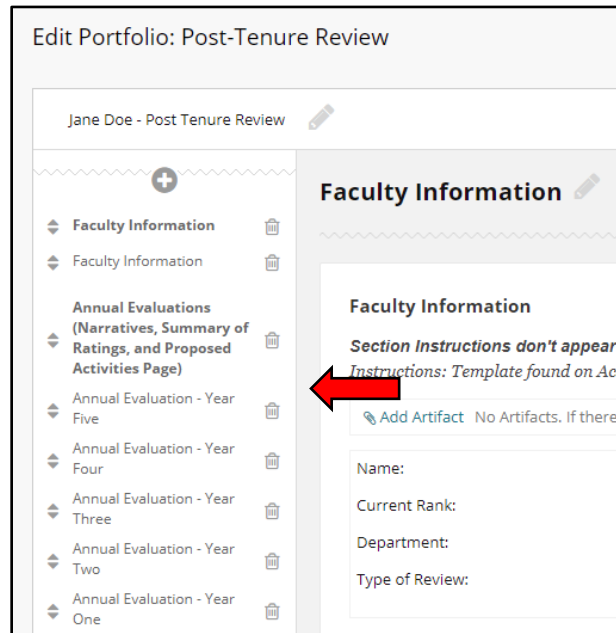 Edit Portfolio: Post-Tenure Review
Jane Doe - Post Tenure Review
Faculty Information
Faculty Information
Annual Evaluations
(Narratives, Summary of
Ratings, and Proposed
Activities Page)
Annual Evaluation - Year
Five
Annual Evaluation - Year
Four
Annual Evaluation - Year
Three
Annual Evaluation - Year
Two
Annual Evaluation - Year
One
Faculty Information
Faculty Information
Section Instructions don't appear
Instructions: Template found on Ac
Add Artifact No Artifacts. If there
Name:
Current Rank:
Department:
Type of Review: